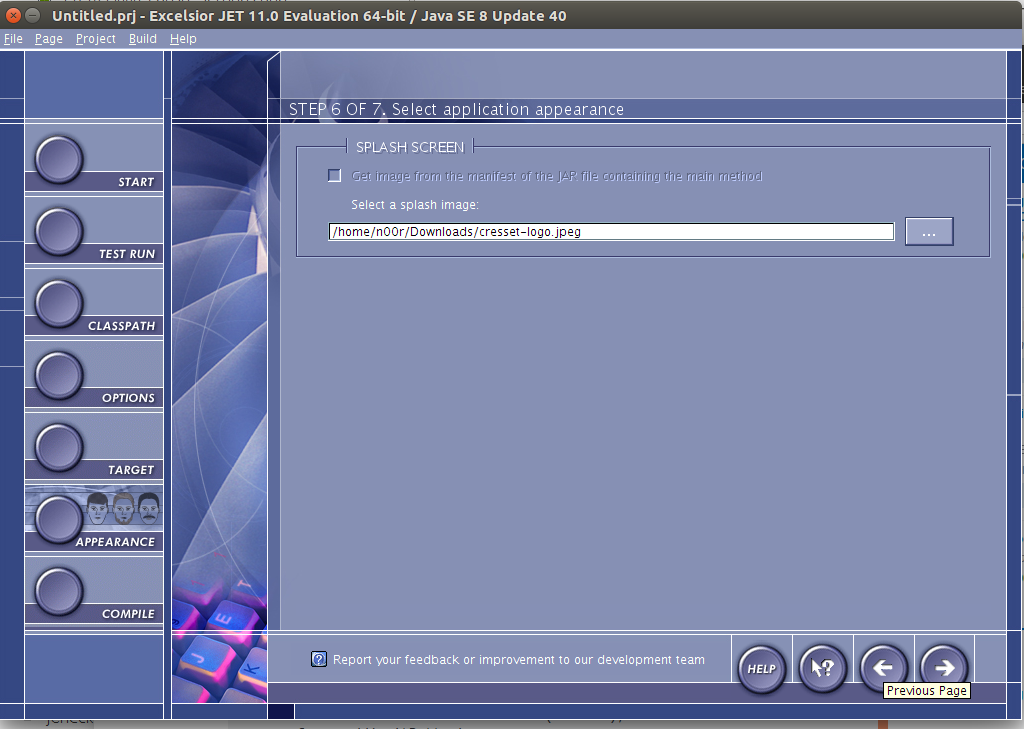 Untitled.prj - Excelsior JET 11.0 Evaluation 64-bit / Java SE 8 Update 40
File Page Project Build Help
STEP 6 OF 7. Select application appearance
START
TEST RUN
CLASSPATH
OPTIONS
TARGET
APPEARANCE
COMPILE
SPLASH SCREEN
Get image from the manifest of the JAR file containing the main method
Select a splash image:
/home/n00r/Downloads/cresset-logo.jpeg
...
E
J
K
? Report your feedback or improvement to our development team
HELP
?
Previous Page